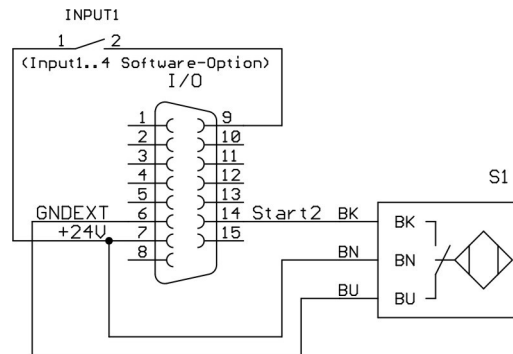 INPUT1
1 2
(Input1..4 Software-Option)
I/O
1 9
2 10
3 11
4 12
5 13
GNDEXT 6 14 Start2 BK
+24V 7 15
8
S1
BK
BN BN
BU BU